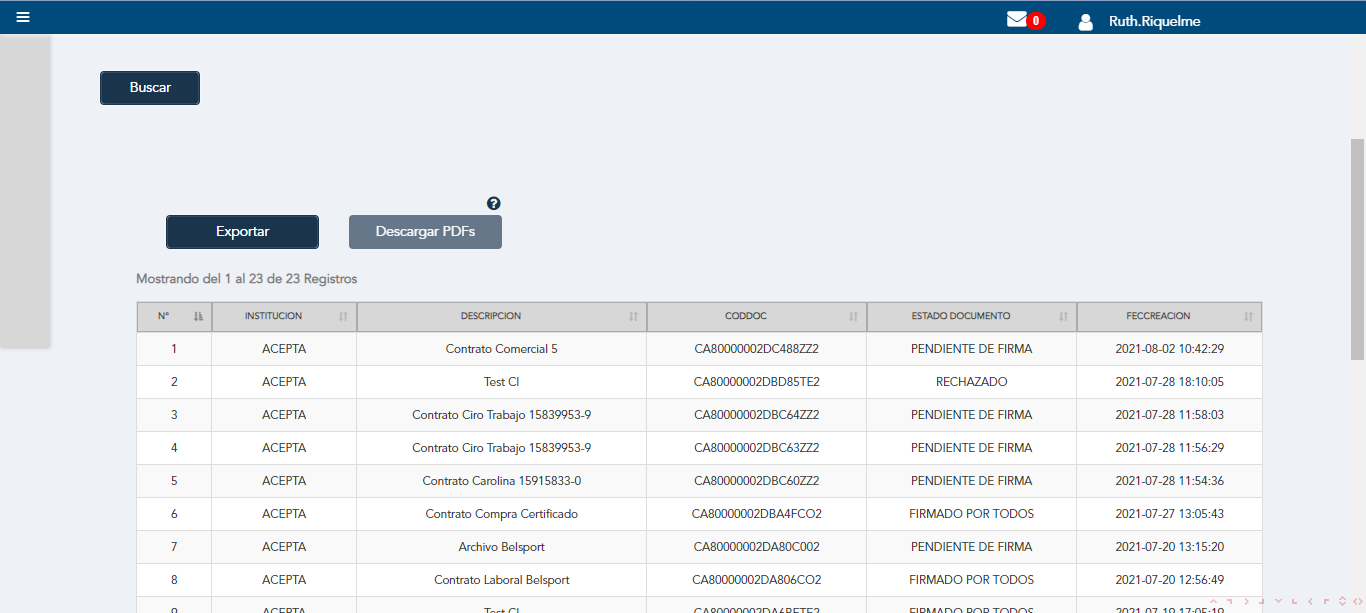 0 Ruth.Riquelme
Buscar
?
Exportar Descargar PDFs
Mostrando del 1 al 23 de 23 Registros
N° INSTITUCION DESCRIPCION CODDOC ESTADO DOCUMENTO FECCREACION
1 ACEPTA Contrato Comercial 5 CA80000002DC488ZZ2 PENDIENTE DE FIRMA 2021-08-02 10:42:29
2 ACEPTA Test CI CA80000002DBD85TE2 RECHAZADO 2021-07-28 18:10:05
3 ACEPTA Contrato Ciro Trabajo 15839953-9 CA80000002DBC64ZZ2 PENDIENTE DE FIRMA 2021-07-28 11:58:03
4 ACEPTA Contrato Ciro Trabajo 15839953-9 CA80000002DBC63ZZ2 PENDIENTE DE FIRMA 2021-07-28 11:56:29
5 ACEPTA Contrato Carolina 15915833-0 CA80000002DBC60ZZ2 PENDIENTE DE FIRMA 2021-07-28 11:54:36
6 ACEPTA Contrato Compra Certificado CA80000002DBA4FCO2 FIRMADO POR TODOS 2021-07-27 13:05:43
7 ACEPTA Archivo Belsport CA80000002DA80C002 PENDIENTE DE FIRMA 2021-07-20 13:15:20
8 ACEPTA Contrato Laboral Belsport CA80000002DA806CO2 FIRMADO POR TODOS 2021-07-20 12:56:49
9 ACEPTA Test CI FIRMADO POR TODOS 2021-07-19 17:05:19